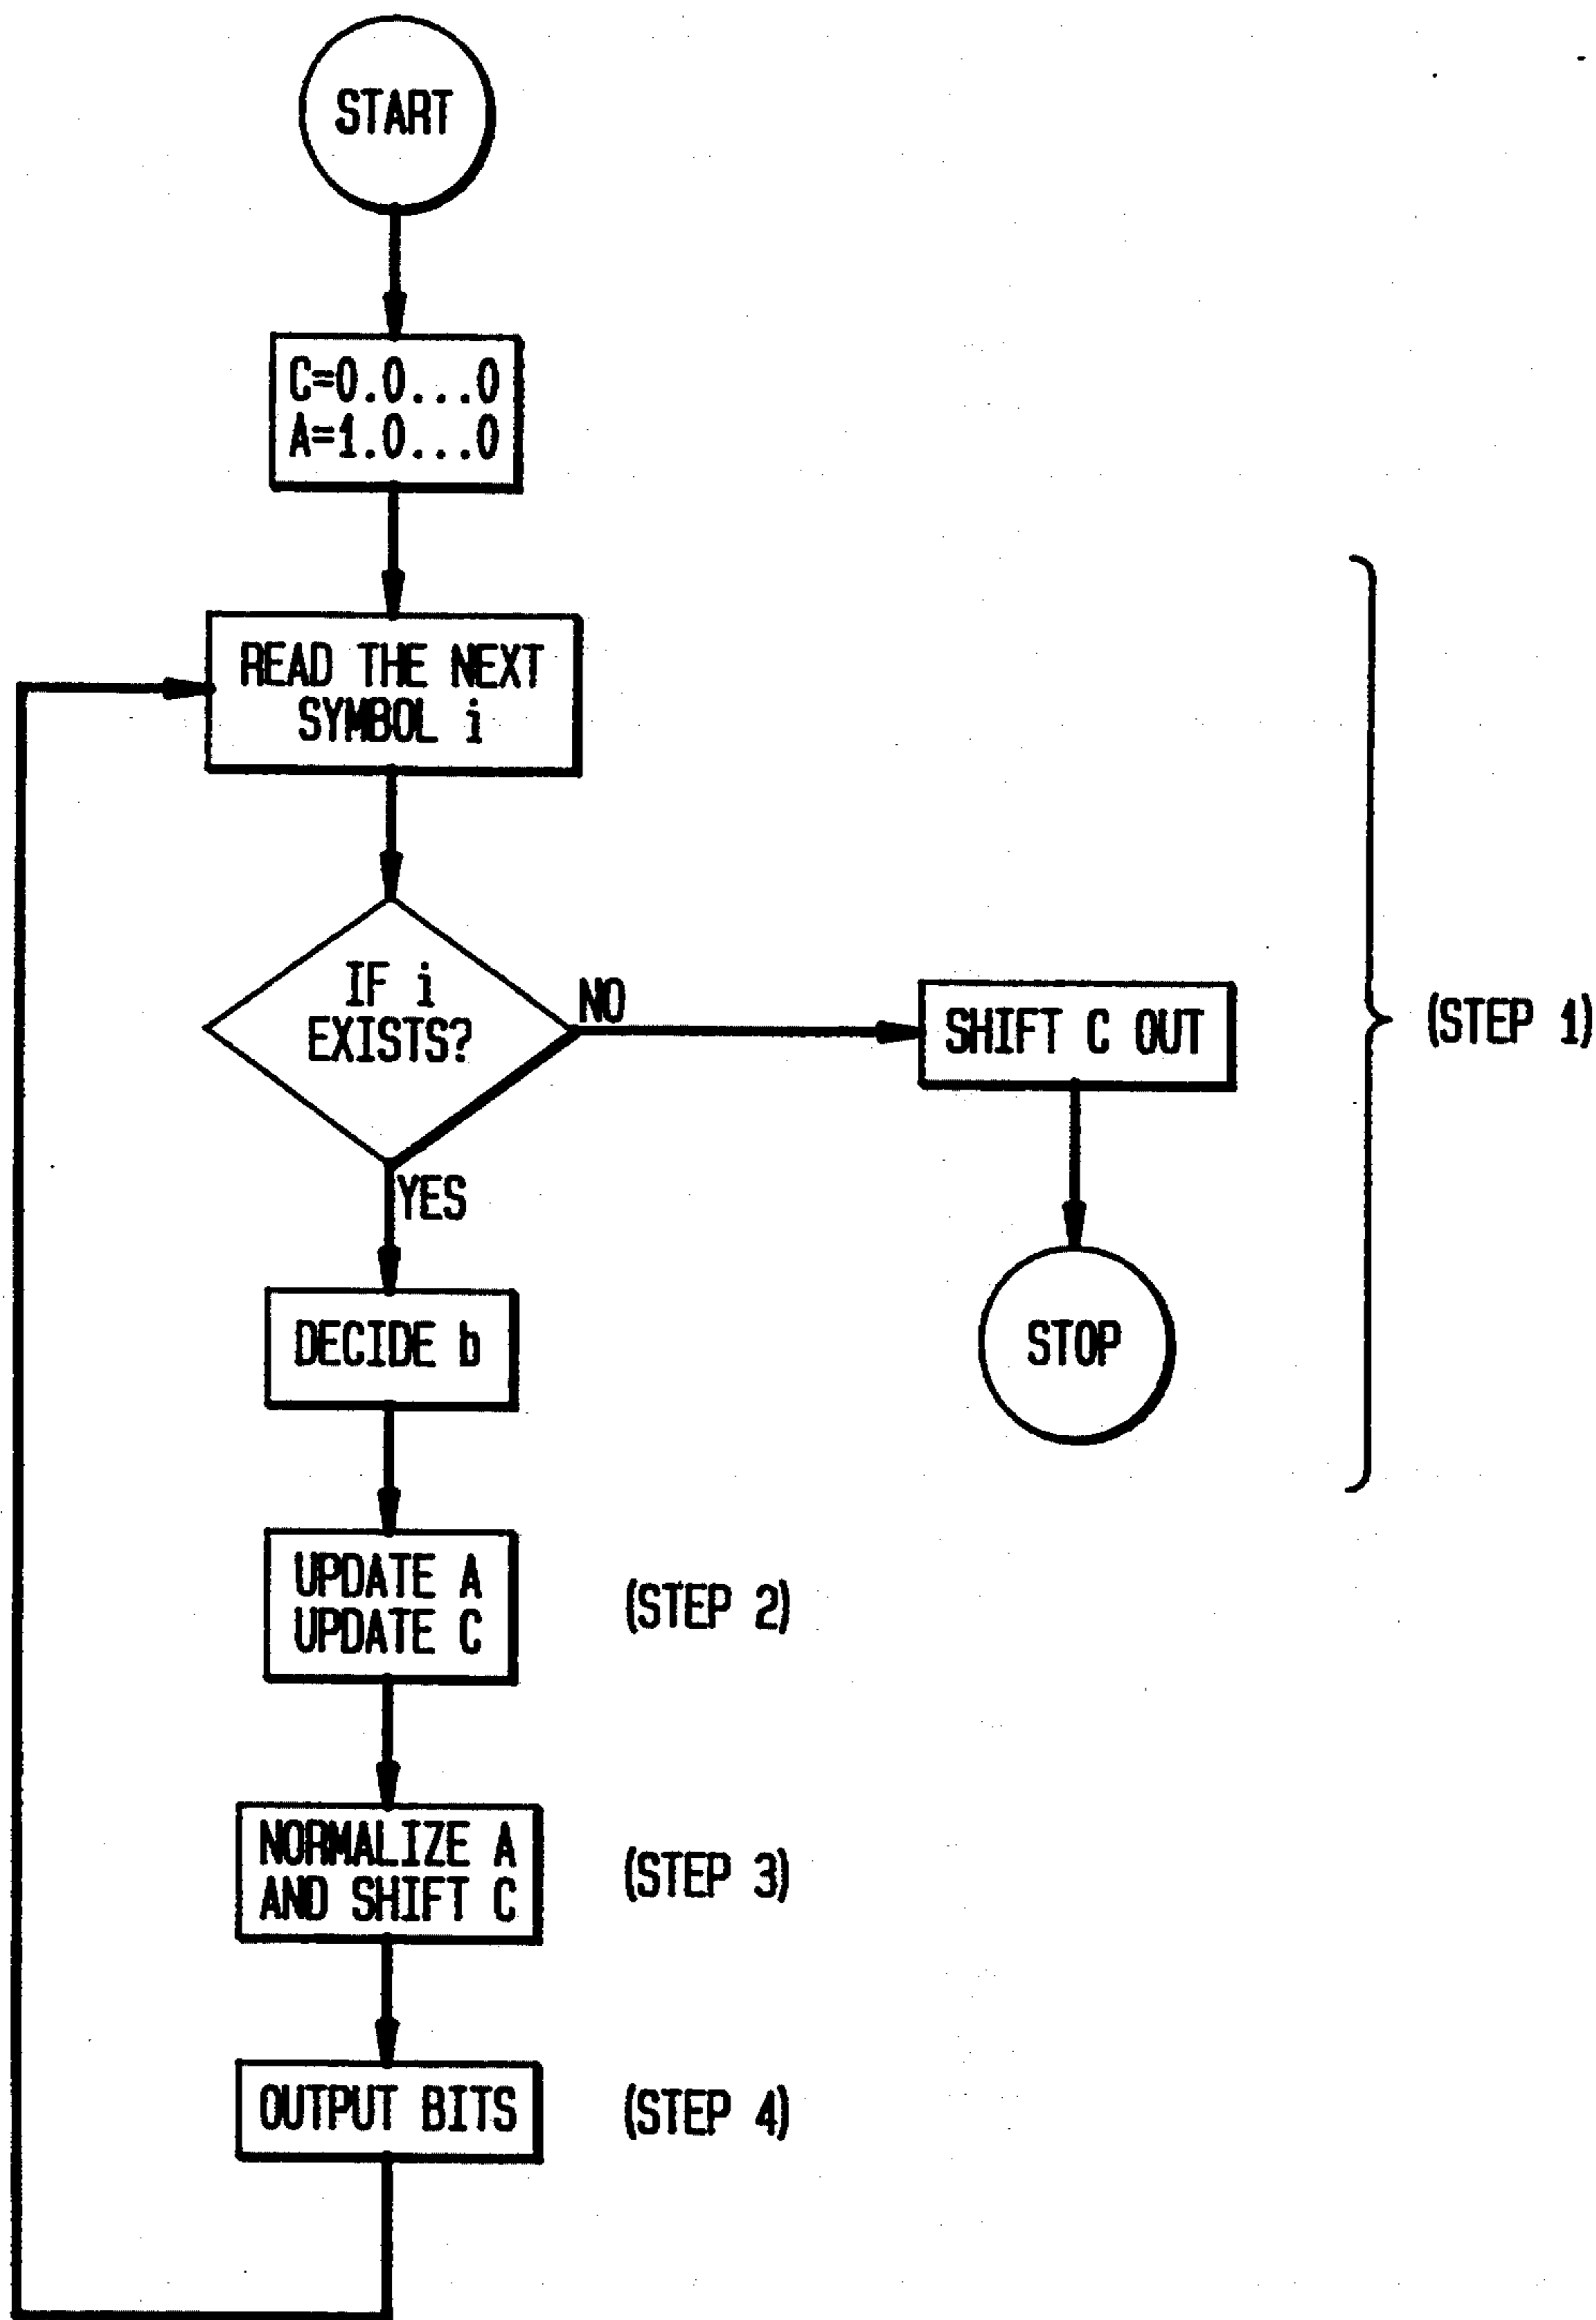 START
C=0.0...0
A=1.0...0
READ THE NEXT
SYMBOL i
IF i
EXISTS?
NO
SHIFT C OUT
(STEP 1)
YES
DECIDE b
STOP
UPDATE A
UPDATE C
(STEP 2)
NORMALIZE A
AND SHIFT C
(STEP 3)
OUTPUT BITS
(STEP 4)